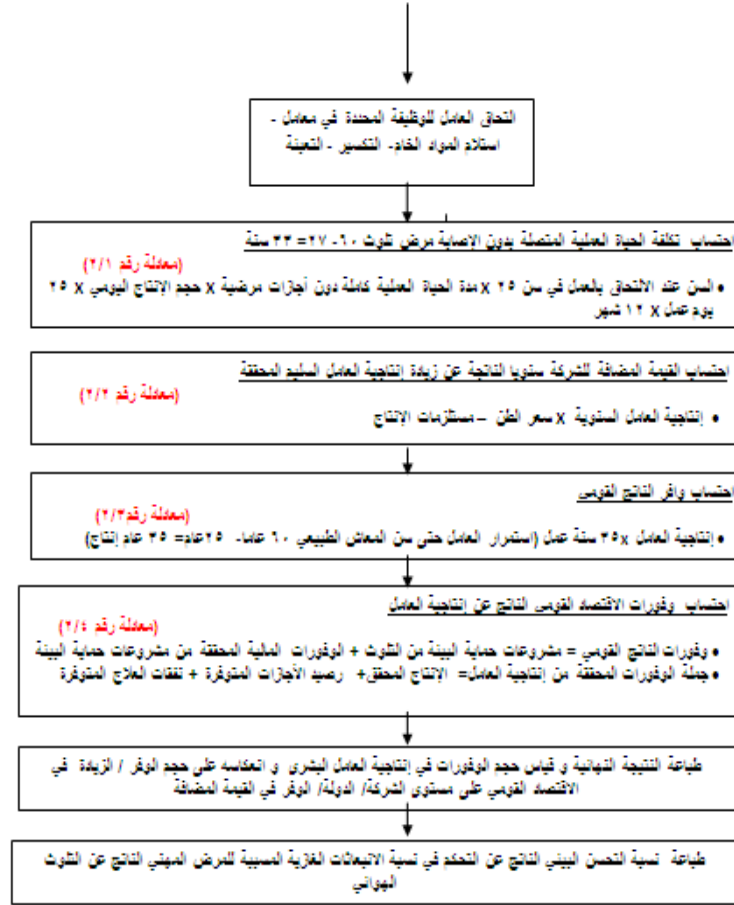 التحاق العامل للوظيفة المحددة في معامل -
استلام المواد الخام- التكسير - التعبئة
احتساب تكلفة الحياة العملية المتصلة بدون الإصابة مرض تلوث ٦٠- ٢٧= ٣٣ سنة
(معادلة رقم ٢/١)
• السن عند الالتحاق بالعمل في سن ٢٥ x مدة الحياة العملية كاملة دون أجازات مرضية x حجم الإنتاج اليومي x ٢٥
يوم عمل x ١٢ شهر
احتساب القيمة المضافة للشركة سنويا الناتجة عن زيادة إنتاجية العامل السليم المحققة
(معادلة رقم ٢/٢)
• إنتاجية العامل السنوية x سعر الطن – مستلزمات الإنتاج
احتساب وافر الناتج القومى
(معادلة رقم ٢/٣)
• إنتاجية العامل x ٣٥ سنة عمل (استمرار العامل حتى سن المعاش الطبيعي ٦٠ عاما- ٢٥عام= ٣٥ عام إنتاج)
احتساب وفورات الاقتصاد القومى الناتج عن إنتاجية العامل
(معادلة رقم ٢/٤)
• وفورات الناتج القومي = مشروعات حماية البيئة من التلوث + الوفورات المالية المحققة من مشروعات حماية البيئة
• جملة الوفورات المحققة من إنتاجية العامل= الإنتاج المحقق+ رصيد الأجازات المتوفرة + نفقات العلاج المتوفرة
طباعة النتيجة النهائية و قياس حجم الوفورات في إنتاجية العامل البشرى و انعكاسه على حجم الوفر / الزيادة في
الاقتصاد القومي على مستوى الشركة/ الدولة/ الوفر في القيمة المضافة
طباعة نسبة التحسن البيئي الناتج عن التحكم في نسبة الانبعاثات الغازية المسببة للمرض المهني الناتج عن التلوث
الهوائي